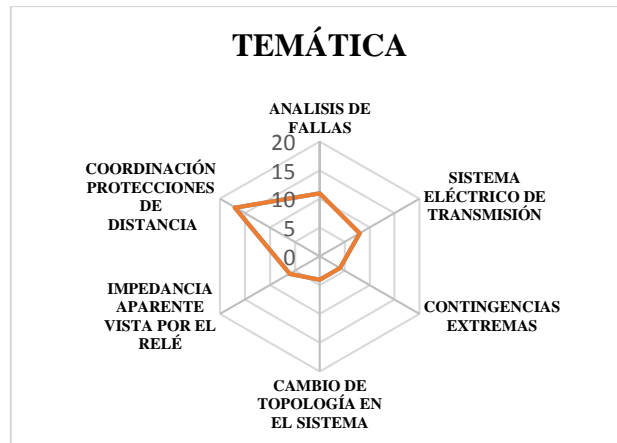 TEMÁTICA
ANALISIS DE
FALLAS
20
15
10
5
0
SISTEMA
ELÉCTRICO DE
TRANSMISIÓN
CONTINGENCIAS
EXTREMAS
CAMBIO DE
TOPOLOGÍA EN
EL SISTEMA
IMPEDANCIA
APARENTE
VISTA POR EL
RELÉ
COORDINACIÓN
PROTECCIONES
DE
DISTANCIA